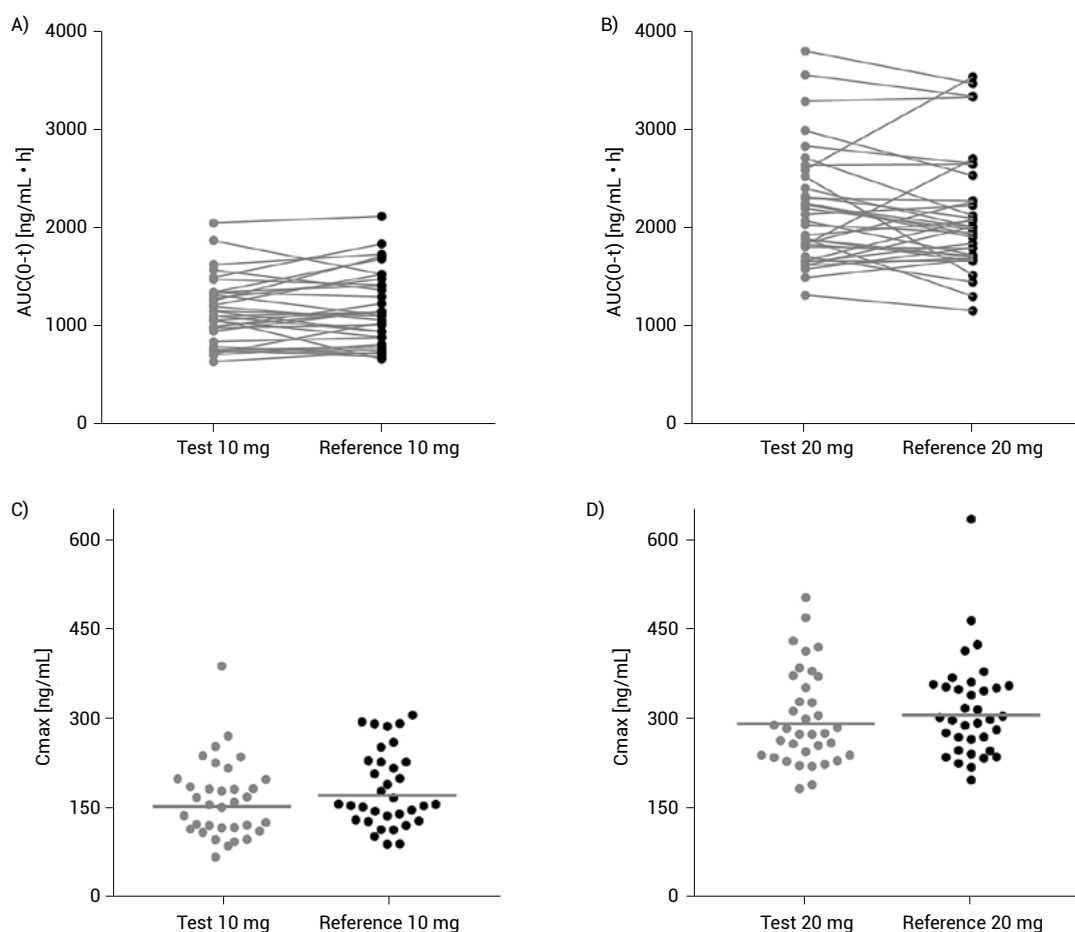 A)
AUC(0-t) [ng/mL • h]
4000
3000
2000
1000
0
Test 10 mg
Reference 10 mg
B)
AUC(0-t) [ng/mL • h]
4000
3000
2000
1000
0
Test 20 mg
Reference 20 mg
C)
Cmax [ng/mL]
600
450
300
150
0
Test 10 mg
Reference 10 mg
D)
Cmax [ng/mL]
600
450
300
150
0
Test 20 mg
Reference 20 mg